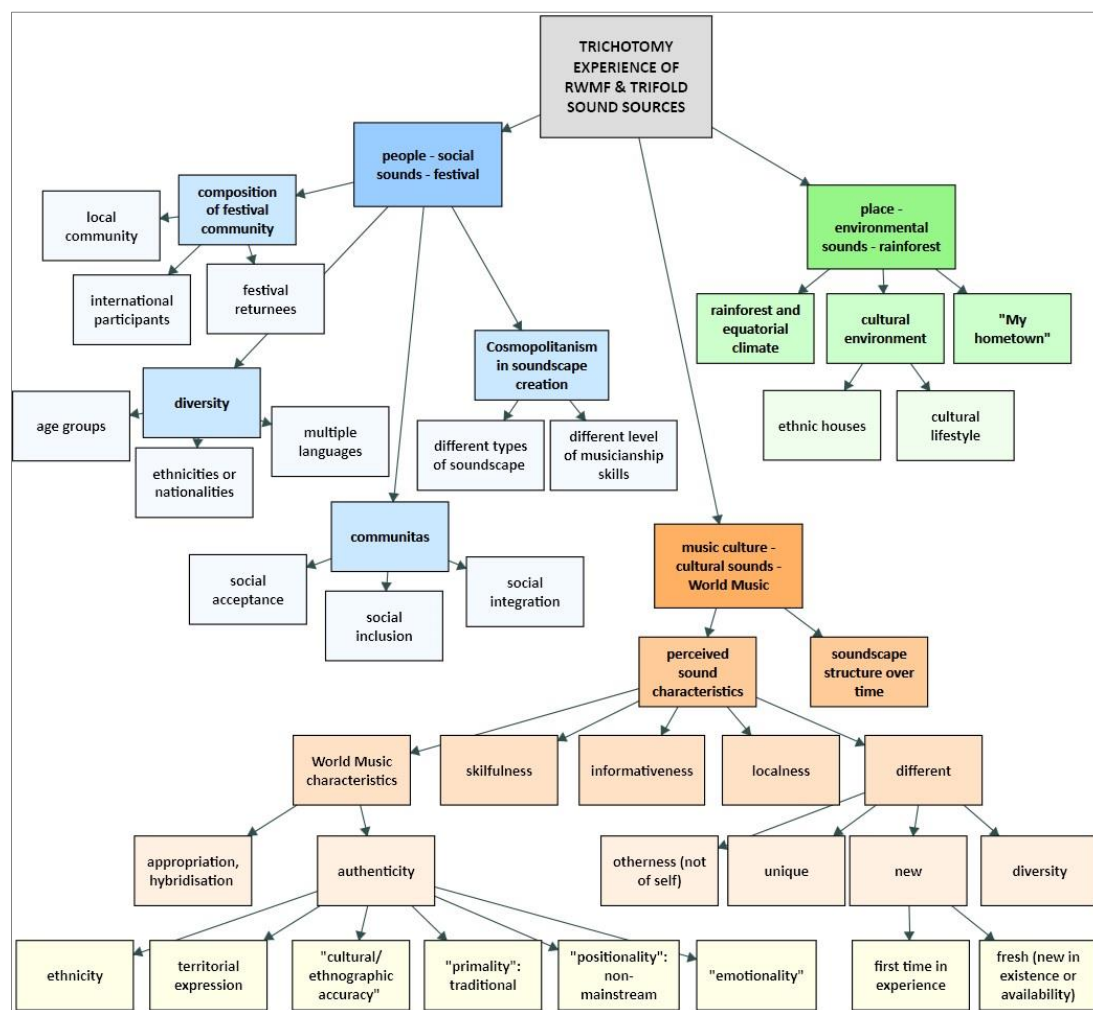 TRICHOTOMY
EXPERIENCE OF
RWMF & TRIFOLD
SOUND SOURCES
people - social
sounds - festival
composition
of festival
community
local
community
international
participants
festival
returnees
diversity
age groups
ethnicities or
nationalities
multiple
languages
Cosmopolitanism
in soundscape
creation
different types
of soundscape
different level
of musicianship
skills
communitas
social
acceptance
social
inclusion
social
integration
place -
environmental
sounds - rainforest
rainforest and
equatorial
climate
cultural
environment
"My
hometown"
ethnic houses
cultural
lifestyle
music culture -
cultural sounds -
World Music
perceived
sound
characteristics
soundscape
structure over
time
World Music
characteristics
skilfulness
informativeness
localness
different
appropriation,
hybridisation
authenticity
otherness (not
of self)
unique
new
diversity
ethnicity
territorial
expression
"cultural/
ethnographic
accuracy"
"primality":
traditional
"positionality":
non-
mainstream
"emotionality"
first time in
experience
fresh (new in
existence or
availability)